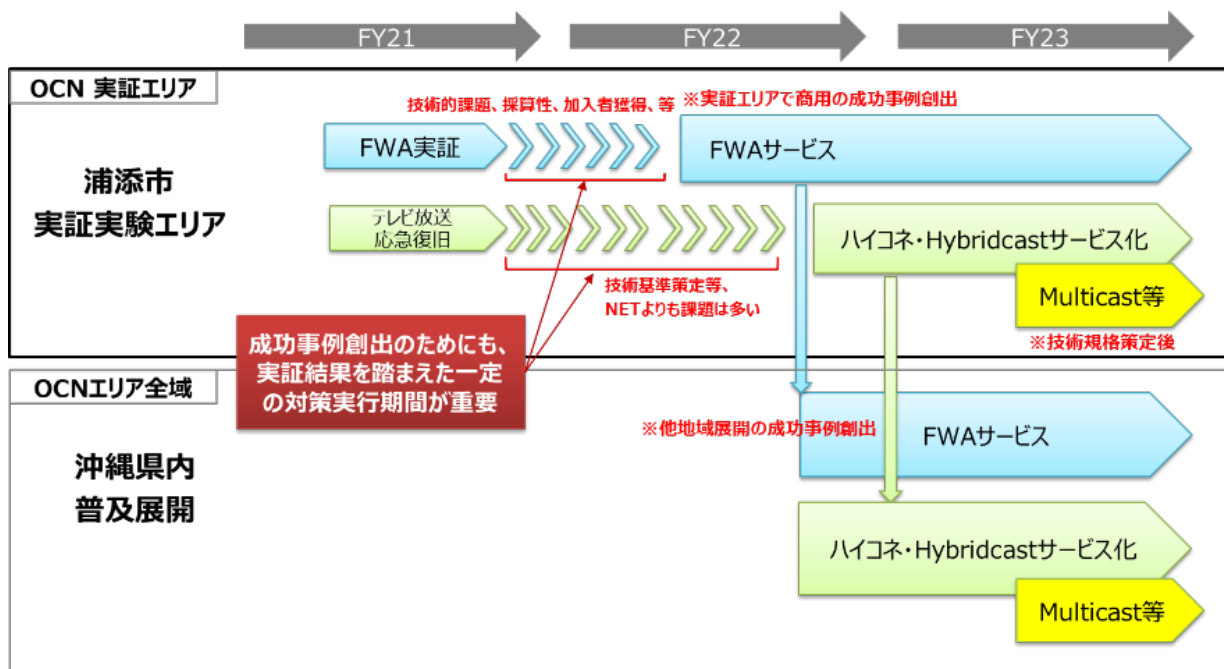 FY21
FY22
FY23
OCN 実証エリア
浦添市
実証実験エリア
技術的課題、採算性、加入者獲得、等
※実証エリアで商用の成功事例創出
FWA実証
FWAサービス
テレビ放送
応急復旧
ハイコネ・Hybridcastサービス化
技術基準策定等、
NETよりも課題は多い
Multicast等
※技術規格策定後
成功事例創出のためにも、
実証結果を踏まえた一定
の対策実行期間が重要
OCNエリア全域
沖縄県内
普及展開
※他地域展開の成功事例創出
FWAサービス
ハイコネ・Hybridcastサービス化
Multicast等